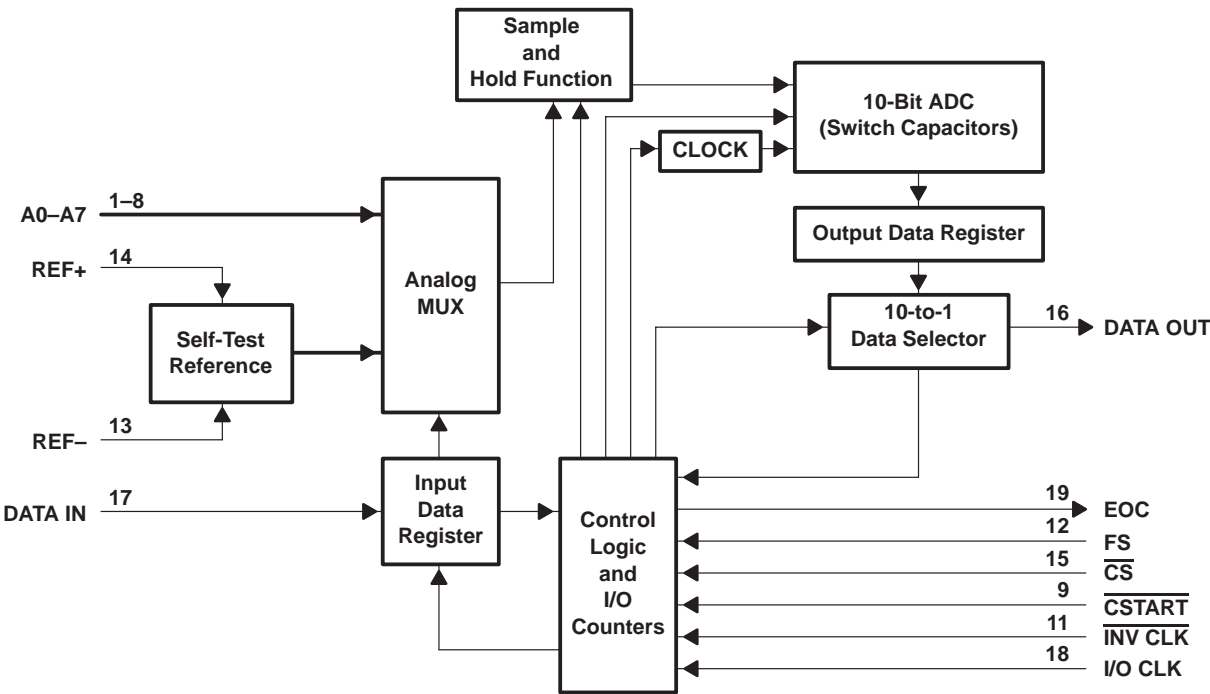 Sample
and
Hold Function
10-Bit ADC
(Switch Capacitors)
CLOCK
A0–A7
1–8
REF+
14
Analog
MUX
Output Data Register
Self-Test
Reference
10-to-1
Data Selector
16
DATA OUT
REF–
13
DATA IN
17
Input
Data
Register
Control
Logic
and
I/O
Counters
19
EOC
12
FS
15
CS
9
CSTART
11
INV CLK
18
I/O CLK